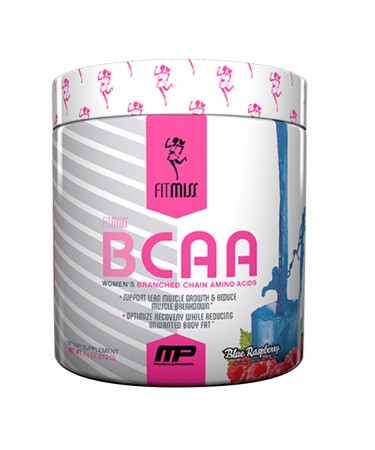 FITMISS
FITMISS
BCAA
WOMEN'S BRANCHED CHAIN AMINO ACIDS
• SUPPORT LEAN MUSCLE GROWTH & REDUCE
MUSCLE BREAKDOWN*
• OPTIMIZE RECOVERY WHILE REDUCING
UNWANTED BODY FAT*
MP
MUSCLEPHARM
Blue Raspberry
DIETARY SUPPLEMENT